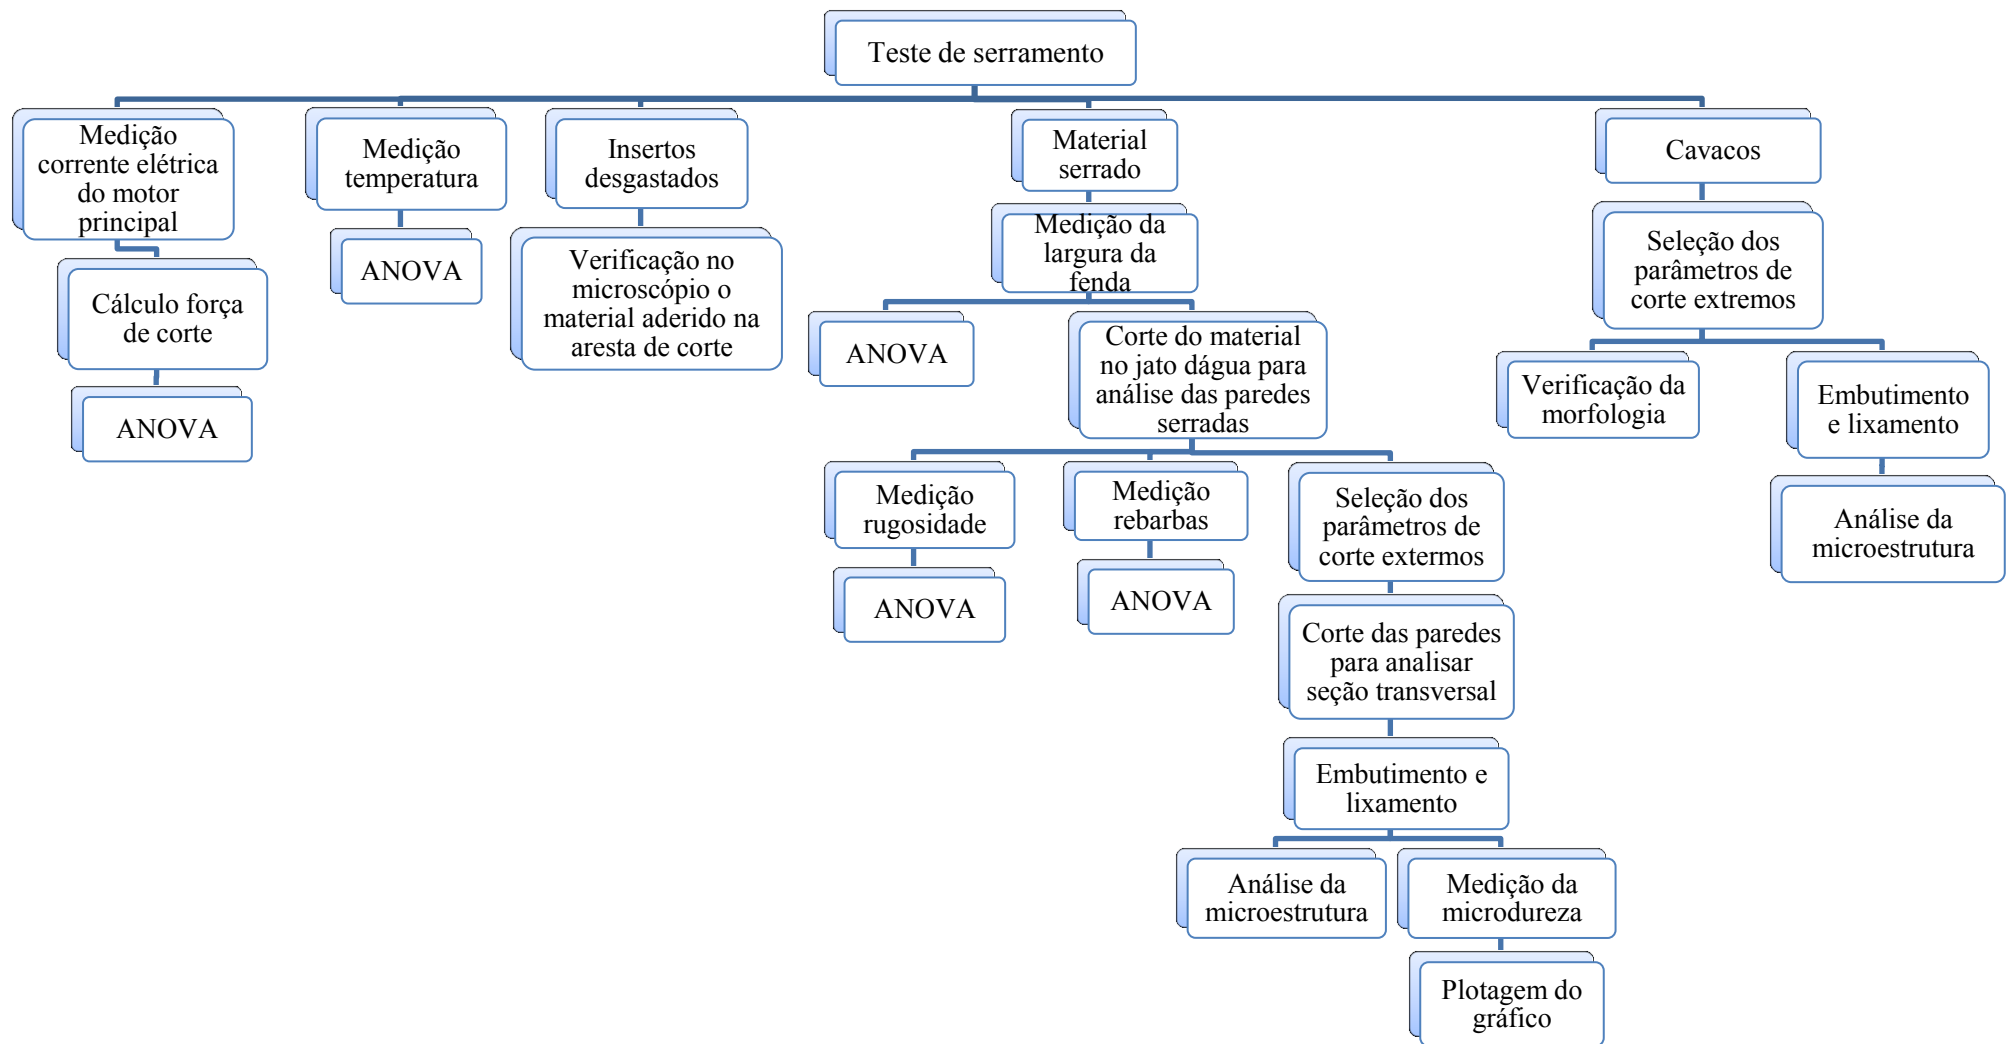 Teste de serramento
Medição
corrente elétrica
do motor
principal
Cálculo força
de corte
ANOVA
Medição
temperatura
ANOVA
Insertos
desgastados
Verificação no
microscópio o
material aderido na
aresta de corte
Material
serrado
Medição da
largura da
fenda
ANOVA
Corte do material
no jato dágua para
análise das paredes
serradas
Medição
rugosidade
ANOVA
Medição
rebarbas
ANOVA
Seleção dos
parâmetros de
corte extermos
Corte das paredes
para analisar
seção transversal
Embutimento e
lixamento
Análise da
microestrutura
Medição da
microdureza
Plotagem do
gráfico
Cavacos
Seleção dos
parâmetros de
corte extremos
Verificação da
morfologia
Embutimento
e lixamento
Análise da
microestrutura